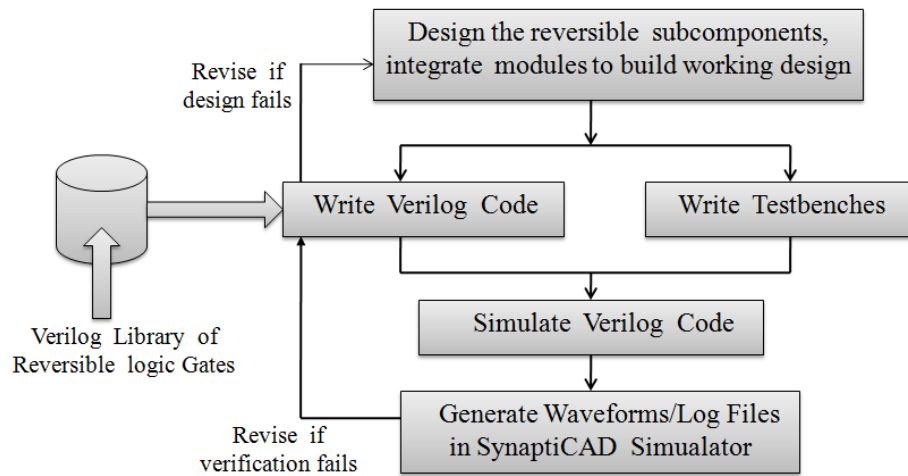 Design the reversible subcomponents,
integrate modules to build working design
Revise if
design fails
Write Verilog Code
Write Testbenches
Verilog Library of
Reversible logic Gates
Simulate Verilog Code
Generate Waveforms/Log Files
in SynaptiCAD Simualator
Revise if
verification fails